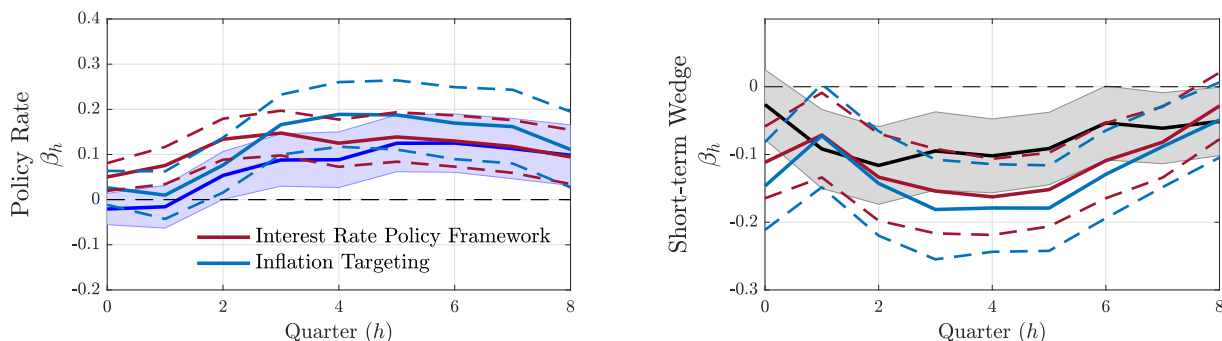 Policy Rate
β_h
0.4
0.3
0.2
0.1
0
-0.1
-0.2
Interest Rate Policy Framework
Inflation Targeting
0 2 4 6 8
Quarter (h)
Short-term Wedge
β_h
0
-0.1
-0.2
-0.3
0 2 4 6 8
Quarter (h)